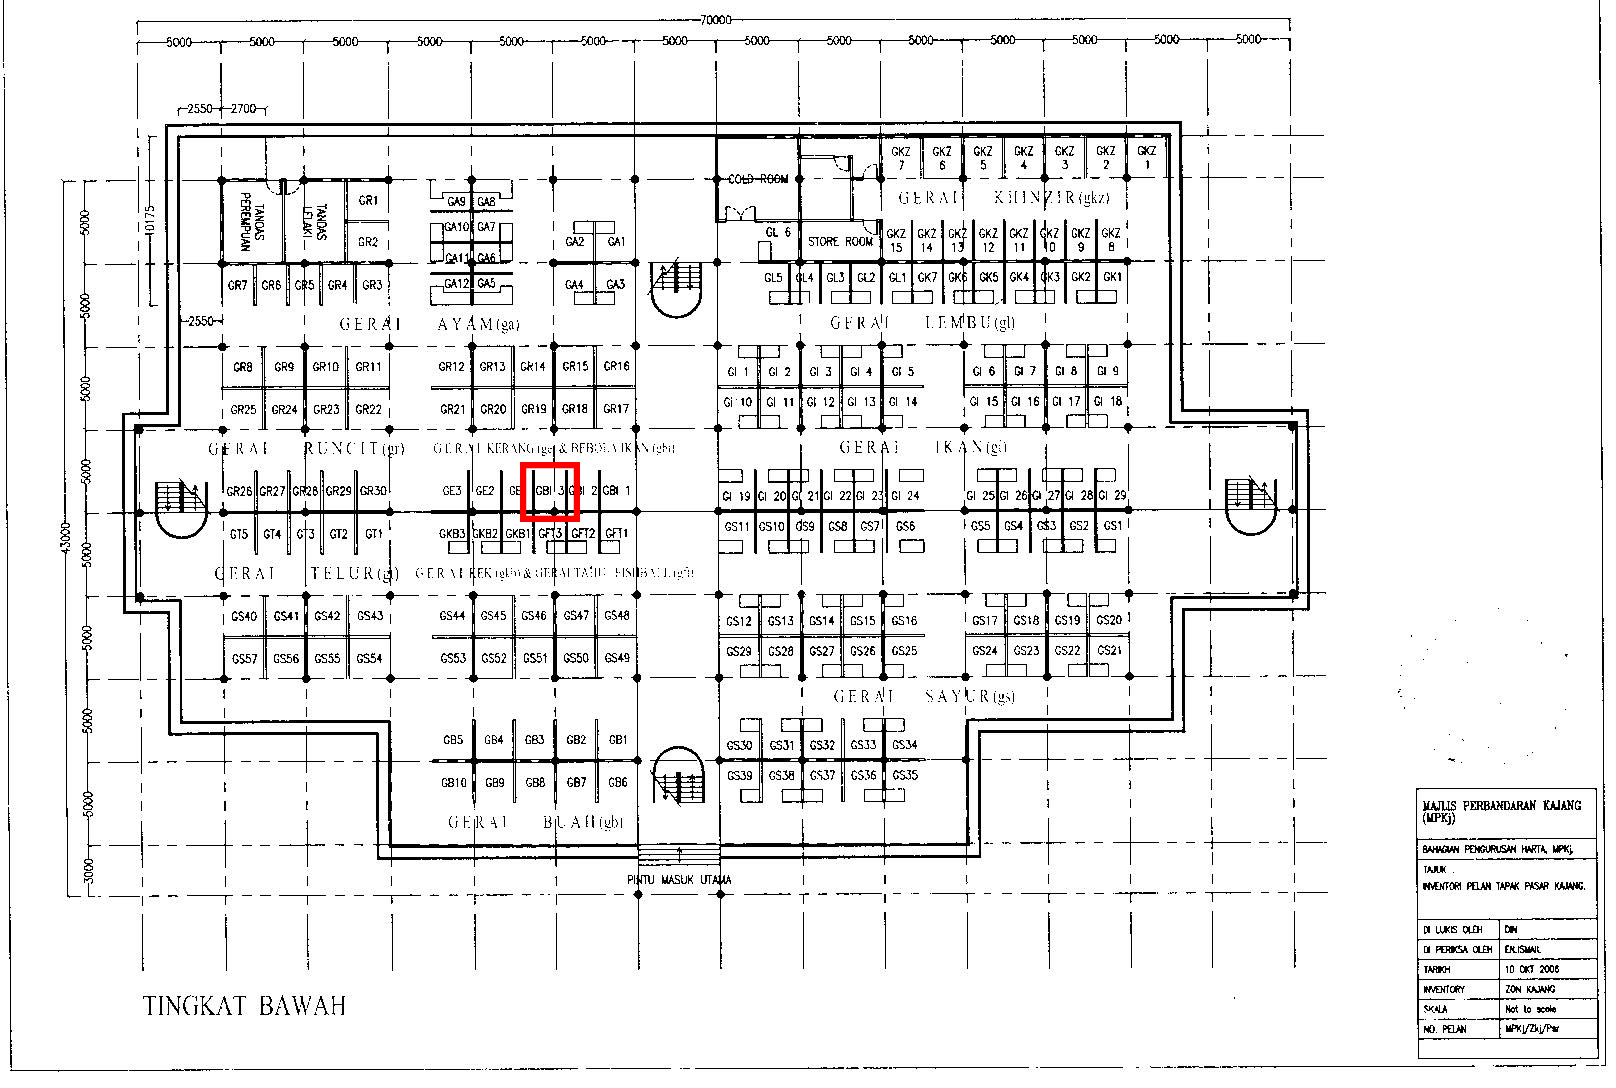 70000
5000 5000 5000 5000 5000 5000 5000 5000 5000 5000 5000 5000 5000 5000
2550 2700
GKZ 7 GKZ 6 GKZ 5 GKZ 4 GKZ 3 GKZ 2 GKZ 1
COLD ROOM
GERAI KHINZIR(gkz)
TANDAS PEREMPUAN
TANDAS LELAKI
GR1
GR2
GA9 GA8
GA10 GA7
GA11 GA6
GA12 GA5
GA2 GA1
GA4 GA3
GL 6
STORE ROOM
GKZ 15 GKZ 14 GKZ 13 GKZ 12 GKZ 11 GKZ 10 GKZ 9 GKZ 8
10175
GR7 GR6 GR5 GR4 GR3
GL5 GL4 GL3 GL2 GL1 GK7 GK6 GK5 GK4 GK3 GK2 GK1
2550
GERAI AYAM(ga)
GERAI LEMBU(gl)
GR8 GR9 GR10 GR11 GR12 GR13 GR14 GR15 GR16
GI 1 GI 2 GI 3 GI 4 GI 5 GI 6 GI 7 GI 8 GI 9
GR25 GR24 GR23 GR22 GR21 GR20 GR19 GR18 GR17
GI 10 GI 11 GI 12 GI 13 GI 14 GI 15 GI 16 GI 17 GI 18
GERAI RUNCIT(gr)
GERAI KERANG(ge) & BEBOLA IKAN(gbi)
GERAI IKAN(gi)
GR26 GR27 GR28 GR29 GR30 GE3 GE2 GBI 3 GBI 2 GBI 1
GI 19 GI 20 GI 21 GI 22 GI 23 GI 24 GI 25 GI 26 GI 27 GI 28 GI 29
GT5 GT4 GT3 GT2 GT1 GKB3 GKB2 GKB1 GFT3 GFT2 GFT1
GS11 GS10 GS9 GS8 GS7 GS6 GS5 GS4 GS3 GS2 GS1
GERAI TELUR(gt)
GERAI KEK(gkb) & GERAI TAHU FISHBALL(gft)
GS40 GS41 GS42 GS43 GS44 GS45 GS46 GS47 GS48
GS12 GS13 GS14 GS15 GS16 GS17 GS18 GS19 GS20
GS57 GS56 GS55 GS54 GS53 GS52 GS51 GS50 GS49
GS29 GS28 GS27 GS26 GS25 GS24 GS23 GS22 GS21
GERAI SAYUR(gs)
GB5 GB4 GB3 GB2 GB1
GS30 GS31 GS32 GS33 GS34
GB10 GB9 GB8 GB7 GB6
GS39 GS38 GS37 GS36 GS35
GERAI BUAH(gb)
PINTU MASUK UTAMA
5000
5000
5000
5000
5000
5000
5000
5000
3000
43000
TINGKAT BAWAH
MAJLIS PERBANDARAN KAJANG
(MPKj)
BAHAGIAN PENGURUSAN HARTA, MPKj.
TAJUK .
INVENTORI PELAN TAPAK PASAR KAJANG.
DI LUKIS OLEH DIN
DI PERIKSA OLEH EN.ISMAIL
TARIKH 10 OKT 2006
INVENTORY ZON KAJANG
SKALA Not to scale
NO. PELAN MPKj/Zkj/Psr